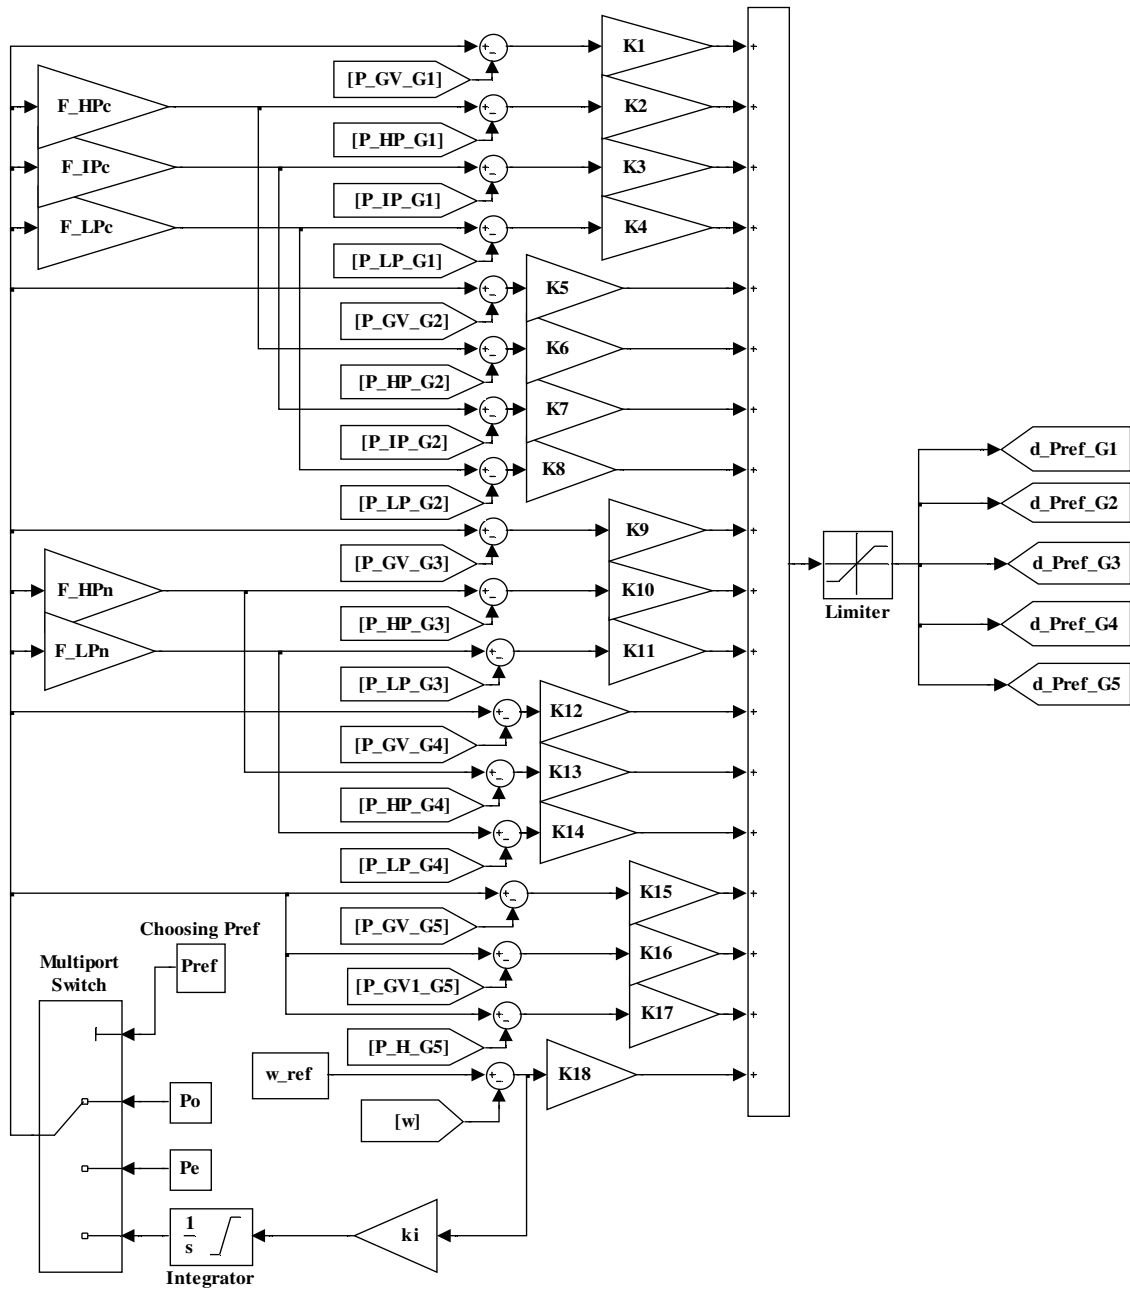 K1
[P_GV_G1]
F_HPc
K2
[P_HP_G1]
F_IPc
K3
[P_IP_G1]
F_LPc
K4
[P_LP_G1]
K5
[P_GV_G2]
K6
[P_HP_G2]
K7
[P_IP_G2]
d_Pref_G1
K8
[P_LP_G2]
d_Pref_G2
K9
[P_GV_G3]
d_Pref_G3
F_HPn
K10
Limiter
[P_HP_G3]
d_Pref_G4
F_LPn
K11
[P_LP_G3]
d_Pref_G5
K12
[P_GV_G4]
K13
[P_HP_G4]
K14
[P_LP_G4]
K15
[P_GV_G5]
Choosing Pref
Multiport
Switch
Pref
K16
[P_GV1_G5]
K17
[P_H_G5]
w_ref
K18
Po
[w]
Pe
1
s
ki
Integrator